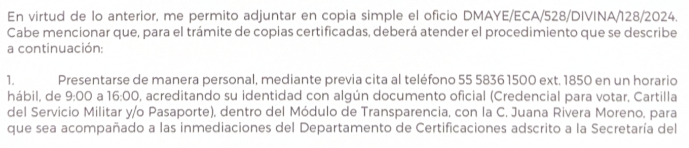 En virtud de lo anterior, me permito adjuntar en copia simple el oficio DMAYE/ECA/528/DIVINA/128/2024.
Cabe mencionar que, para el trámite de copias certificadas, deberá atender el procedimiento que se describe
a continuación:
1. Presentarse de manera personal, mediante previa cita al teléfono 55 5836 1500 ext. 1850 en un horario
hábil, de 9:00 a 16:00, acreditando su identidad con algún documento oficial (Credencial para votar, Cartilla
del Servicio Militar y/o Pasaporte), dentro del Módulo de Transparencia, con la C. Juana Rivera Moreno, para
que sea acompañado a las inmediaciones del Departamento de Certificaciones adscrito a la Secretaría del